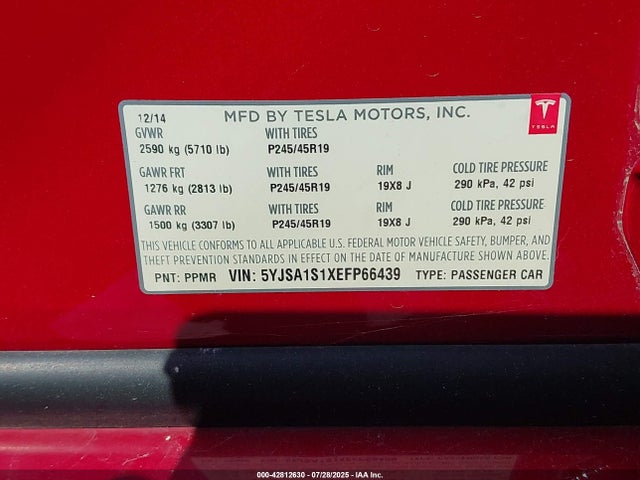 12/14 MFD BY TESLA MOTORS, INC.
TESLA
GVWR WITH TIRES
2590 kg (5710 lb) P245/45R19
GAWR FRT WITH TIRES RIM COLD TIRE PRESSURE
1276 kg (2813 lb) P245/45R19 19X8 J 290 kPa, 42 psi
GAWR RR WITH TIRES RIM COLD TIRE PRESSURE
1500 kg (3307 lb) P245/45R19 19X8 J 290 kPa, 42 psi
THIS VEHICLE CONFORMS TO ALL APPLICABLE U.S. FEDERAL MOTOR VEHICLE SAFETY, BUMPER, AND
THEFT PREVENTION STANDARDS IN EFFECT ON THE DATE OF MANUFACTURE SHOWN ABOVE.
PNT: PPMR VIN: 5YJSA1S1XEFP66439 TYPE: PASSENGER CAR
000-42812630 - 07/28/2025 - IAA Inc.